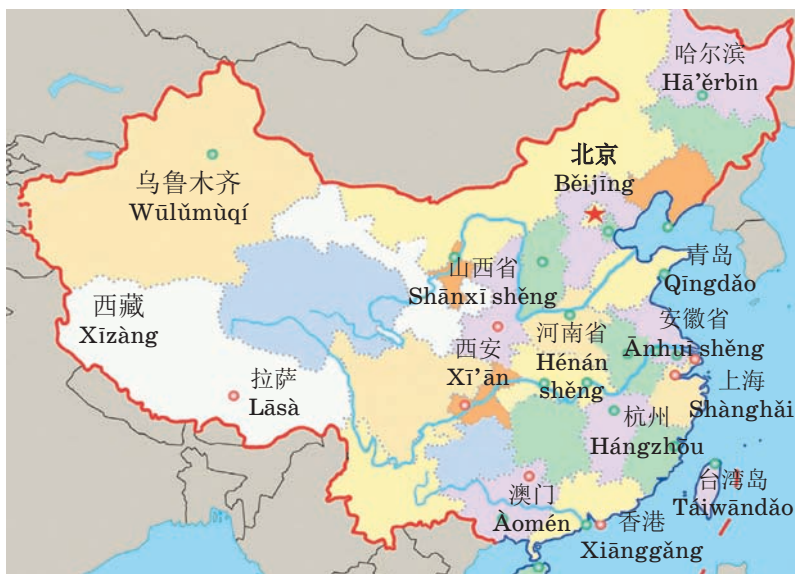 哈尔滨
Hā’ěrbīn
北京
Běijīng
乌鲁木齐
Wūlǔmùqí
山西省
Shānxī shěng
青岛
Qīngdǎo
西藏
Xīzàng
安徽省
Ānhuī shěng
河南省
Hénán
shěng
西安
Xī’ān
拉萨
Lāsà
上海
Shànghǎi
杭州
Hángzhōu
台湾岛
Táiwāndǎo
澳门
Àomén
香港
Xiānggǎng